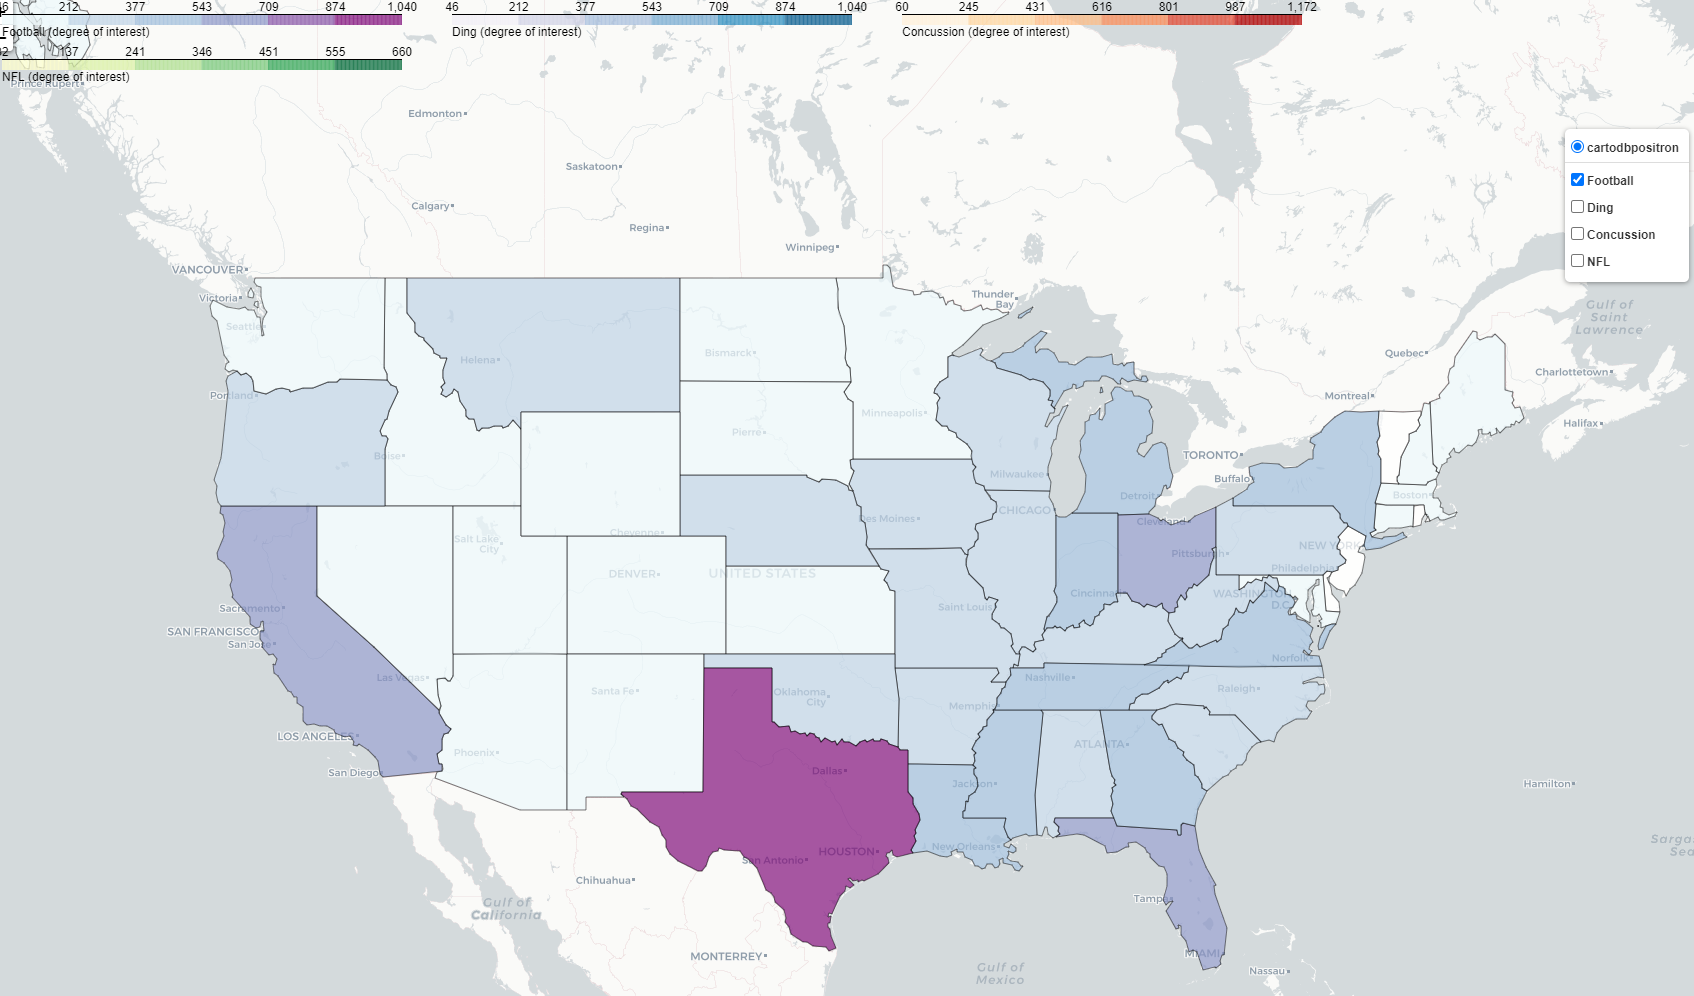 46 212 377 543 709 874 1,040
Football (degree of interest)
46 212 377 543 709 874 1,040
Ding (degree of interest)
60 245 431 616 801 987 1,172
Concussion (degree of interest)
137 241 346 451 555 660
NFL (degree of interest)
Prince Rupert
Edmonton
Saskatoon
Calgary
Regina
Winnipeg
cartodbpositron
Football
Ding
Concussion
NFL
VANCOUVER
Victoria
Seattle
Thunder
Bay
Gulf of
Saint
Lawrence
Helena
Bismarck
Quebec
Charlottetown
Portland
Montreal
Minneapolis
Halifax
Pierre
Boise
TORONTO
Milwaukee
Buffalo
Detroit
Boston
CHICAGO
Des Moines
Cleveland
Cheyenne
Salt Lake
City
NEW YORK
Pittsburgh
Philadelphia
DENVER
UNITED STATES
Cincinnati
WASHINGTON
D.C.
Sacramento
Saint Louis
SAN FRANCISCO
San Jose
Norfolk
Las Vegas
Nashville
Santa Fe
Oklahoma
City
Raleigh
Memphis
LOS ANGELES
ATLANTA
Phoenix
San Diego
Dallas
Jackson
Hamilton
New Orleans
HOUSTON
San Antonio
Sargasso
Sea
Chihuahua
Tampa
Gulf of
California
MONTERREY
MIAMI
Gulf of
Mexico
Nassau